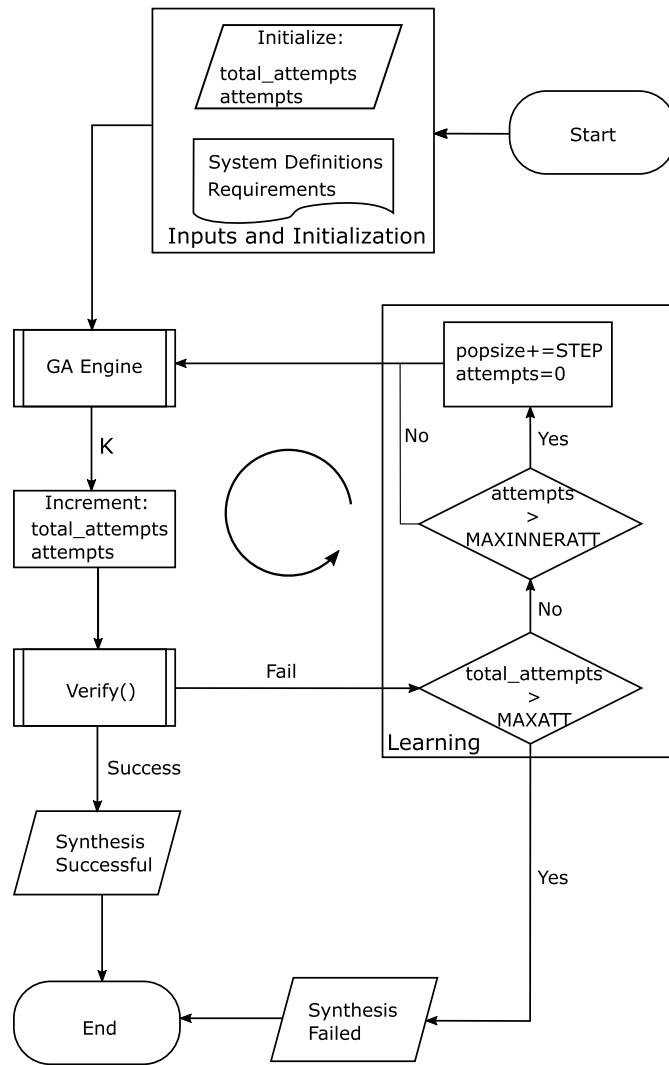 Initialize:
total_attempts
attempts
Start
System Definitions
Requirements
Inputs and Initialization
GA Engine
popsize+=STEP
attempts=0
K
No
Yes
Increment:
total_attempts
attempts
attempts
>
MAXINNERATT
No
Verify()
Fail
total_attempts
>
MAXATT
Learning
Success
Synthesis
Successful
Yes
Synthesis
Failed
End